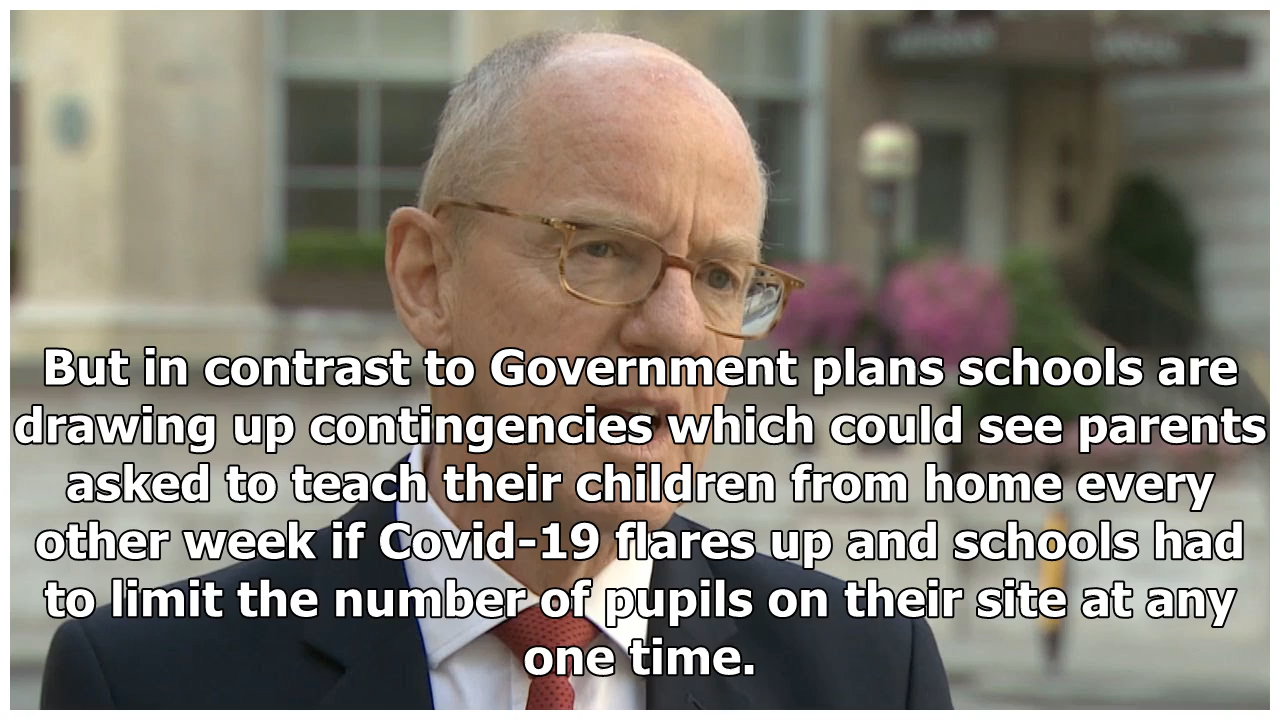 But in contrast to Government plans schools are
drawing up contingencies which could see parents
asked to teach their children from home every
other week if Covid-19 flares up and schools had
to limit the number of pupils on their site at any
one time.